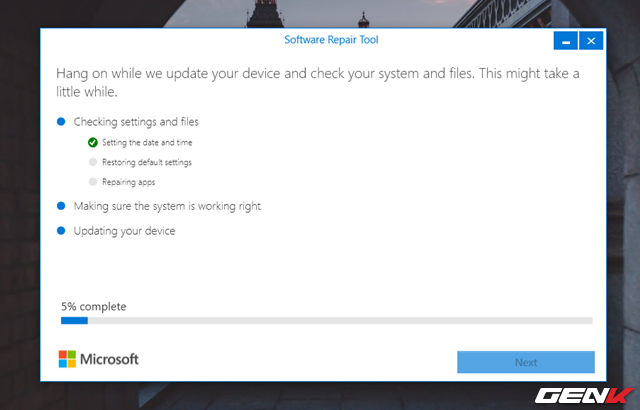 Software Repair Tool
Hang on while we update your device and check your system and files. This might take a
little while.
Checking settings and files
Setting the date and time
Restoring default settings
Repairing apps
Making sure the system is working right
Updating your device
5% complete
Microsoft
Next
GENK